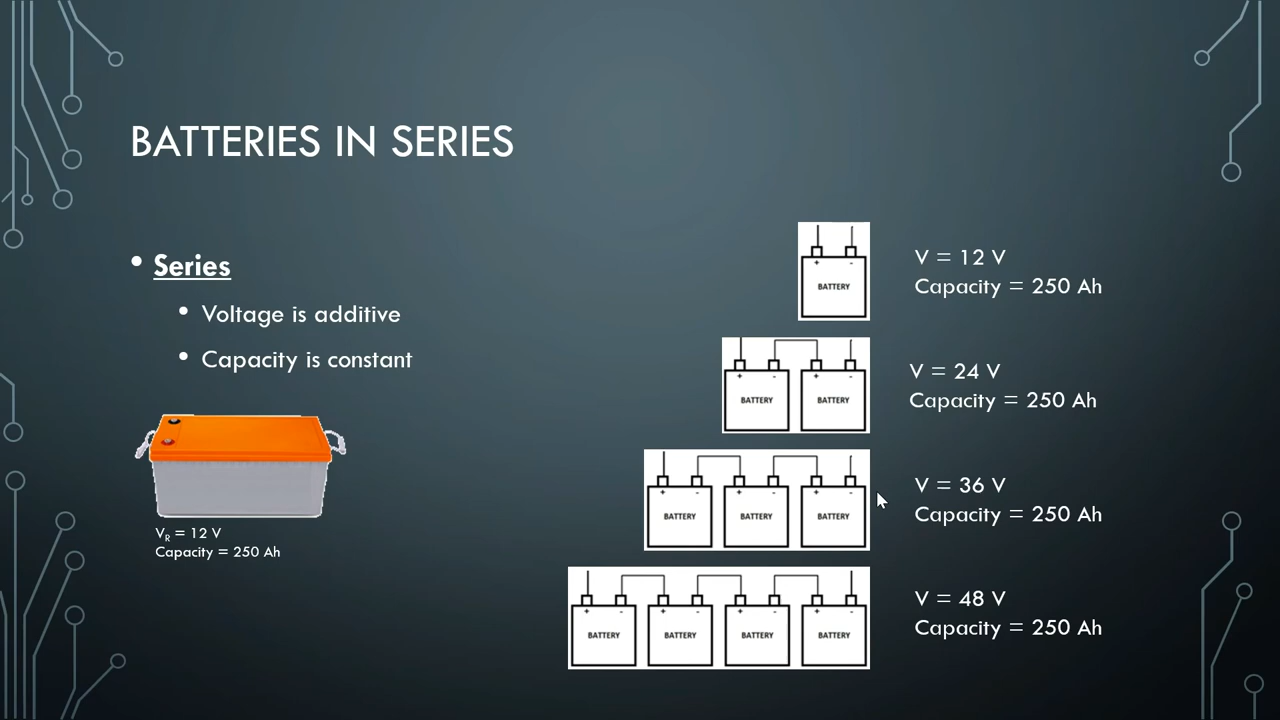 BATTERIES IN SERIES
• Series
• Voltage is additive
• Capacity is constant
VR = 12 V
Capacity = 250 Ah
+ -
BATTERY
V = 12 V
Capacity = 250 Ah
+ - + -
BATTERY BATTERY
V = 24 V
Capacity = 250 Ah
+ - + - + -
BATTERY BATTERY BATTERY
V = 36 V
Capacity = 250 Ah
+ - + - + - + -
BATTERY BATTERY BATTERY BATTERY
V = 48 V
Capacity = 250 Ah